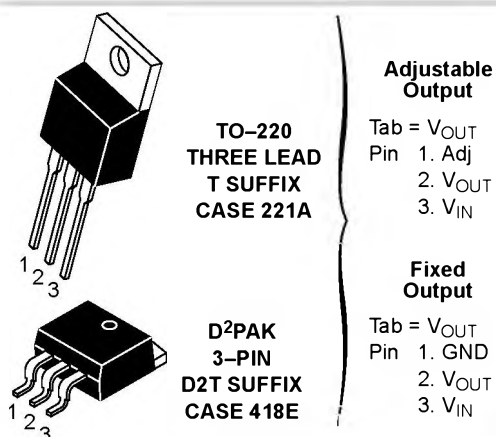 TO–220
THREE LEAD
T SUFFIX
CASE 221A
1
2
3
D²PAK
3–PIN
D2T SUFFIX
CASE 418E
1
2
3
Adjustable
Output
Tab = VOUT
Pin 1. Adj
2. VOUT
3. VIN
Fixed
Output
Tab = VOUT
Pin 1. GND
2. VOUT
3. VIN